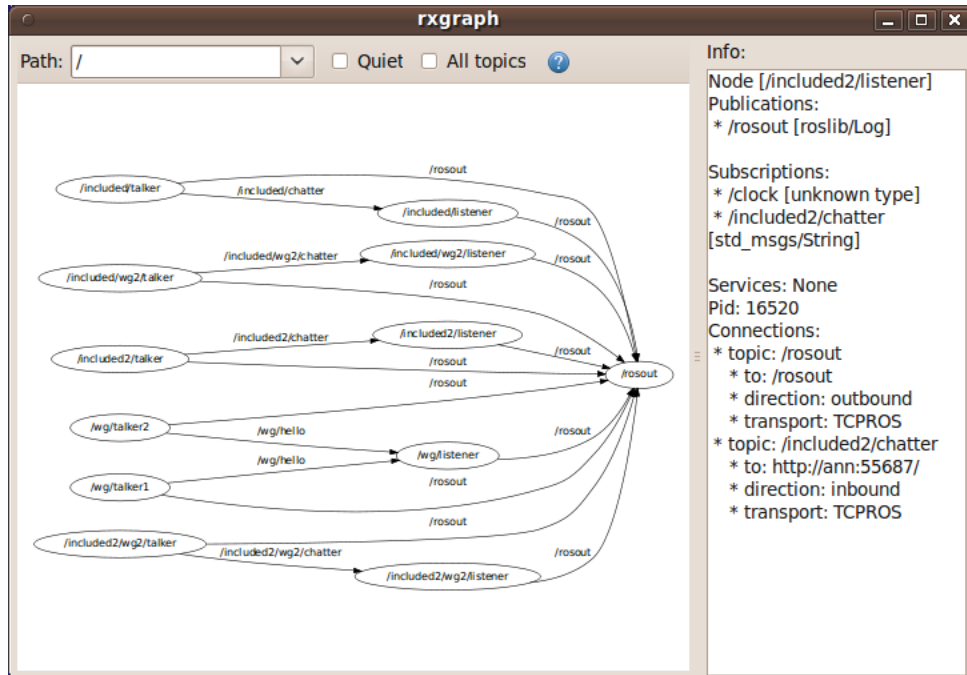 rxgraph
Path: /
Quiet
All topics
Info:
Node [/included2/listener]
Publications:
* /rosout [roslib/Log]
Subscriptions:
* /clock [unknown type]
* /included2/chatter
[std_msgs/String]
Services: None
Pid: 16520
Connections:
* topic: /rosout
* to: /rosout
* direction: outbound
* transport: TCPROS
* topic: /included2/chatter
* to: http://ann:55687/
* direction: inbound
* transport: TCPROS
/rosout
/included/talker
/included/chatter
/included/listener
/rosout
/included/wg2/chatter
/included/wg2/listener
/rosout
/included/wg2/talker
/rosout
/included2/chatter
/included2/listener
/rosout
/included2/talker
/rosout
/rosout
/rosout
/wg/talker2
/wg/hello
/rosout
/wg/listener
/wg/hello
/wg/talker1
/rosout
/rosout
/included2/wg2/talker
/included2/wg2/chatter
/rosout
/included2/wg2/listener